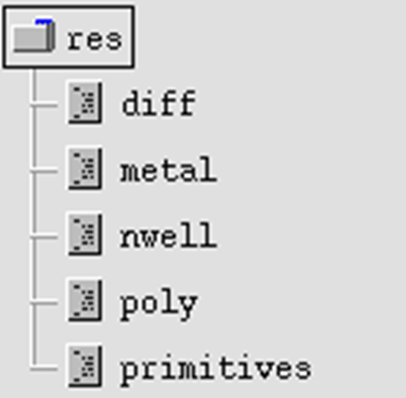 res
diff
metal
nwell
poly
primitives